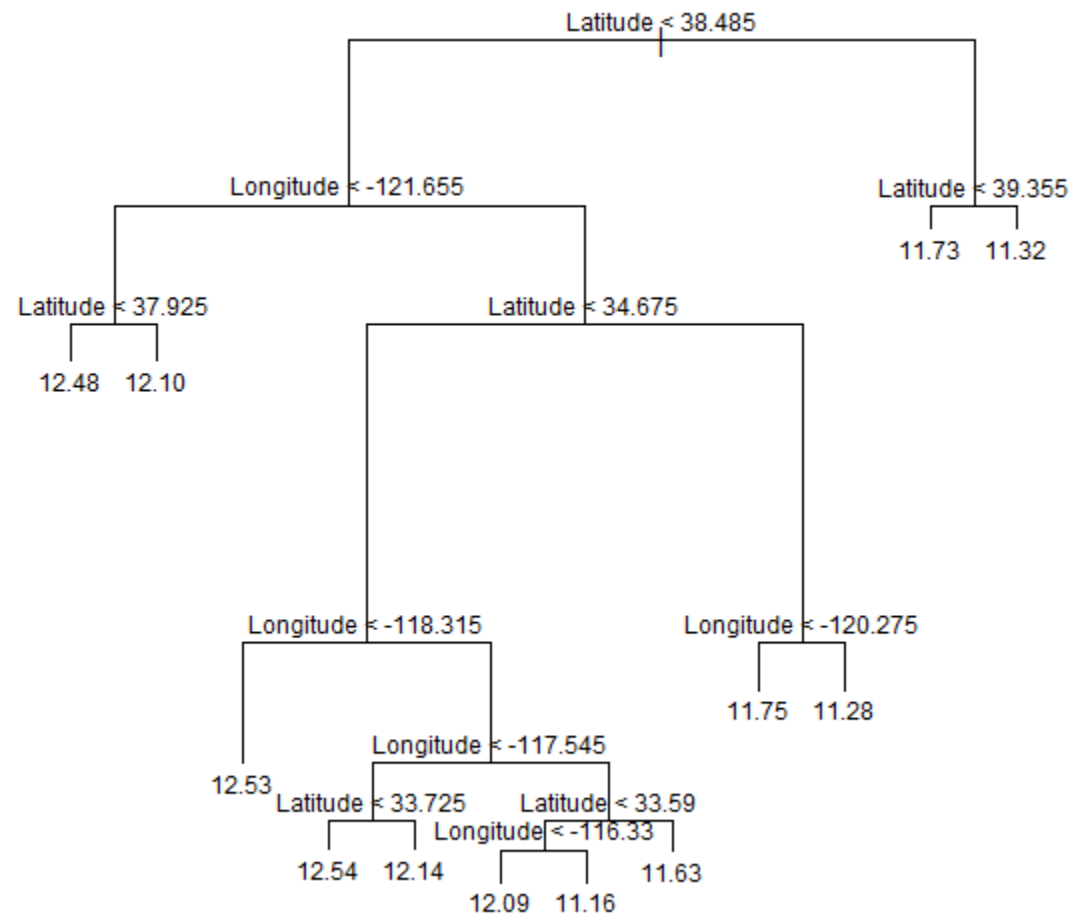 Latitude < 38.485
Longitude < -121.655
Latitude < 39.355
11.73 11.32
Latitude < 37.925
Latitude < 34.675
12.48 12.10
Longitude < -118.315
Longitude < -120.275
11.75 11.28
Longitude < -117.545
12.53
Latitude < 33.725
Latitude < 33.59
Longitude < -116.33
12.54 12.14
11.63
12.09 11.16